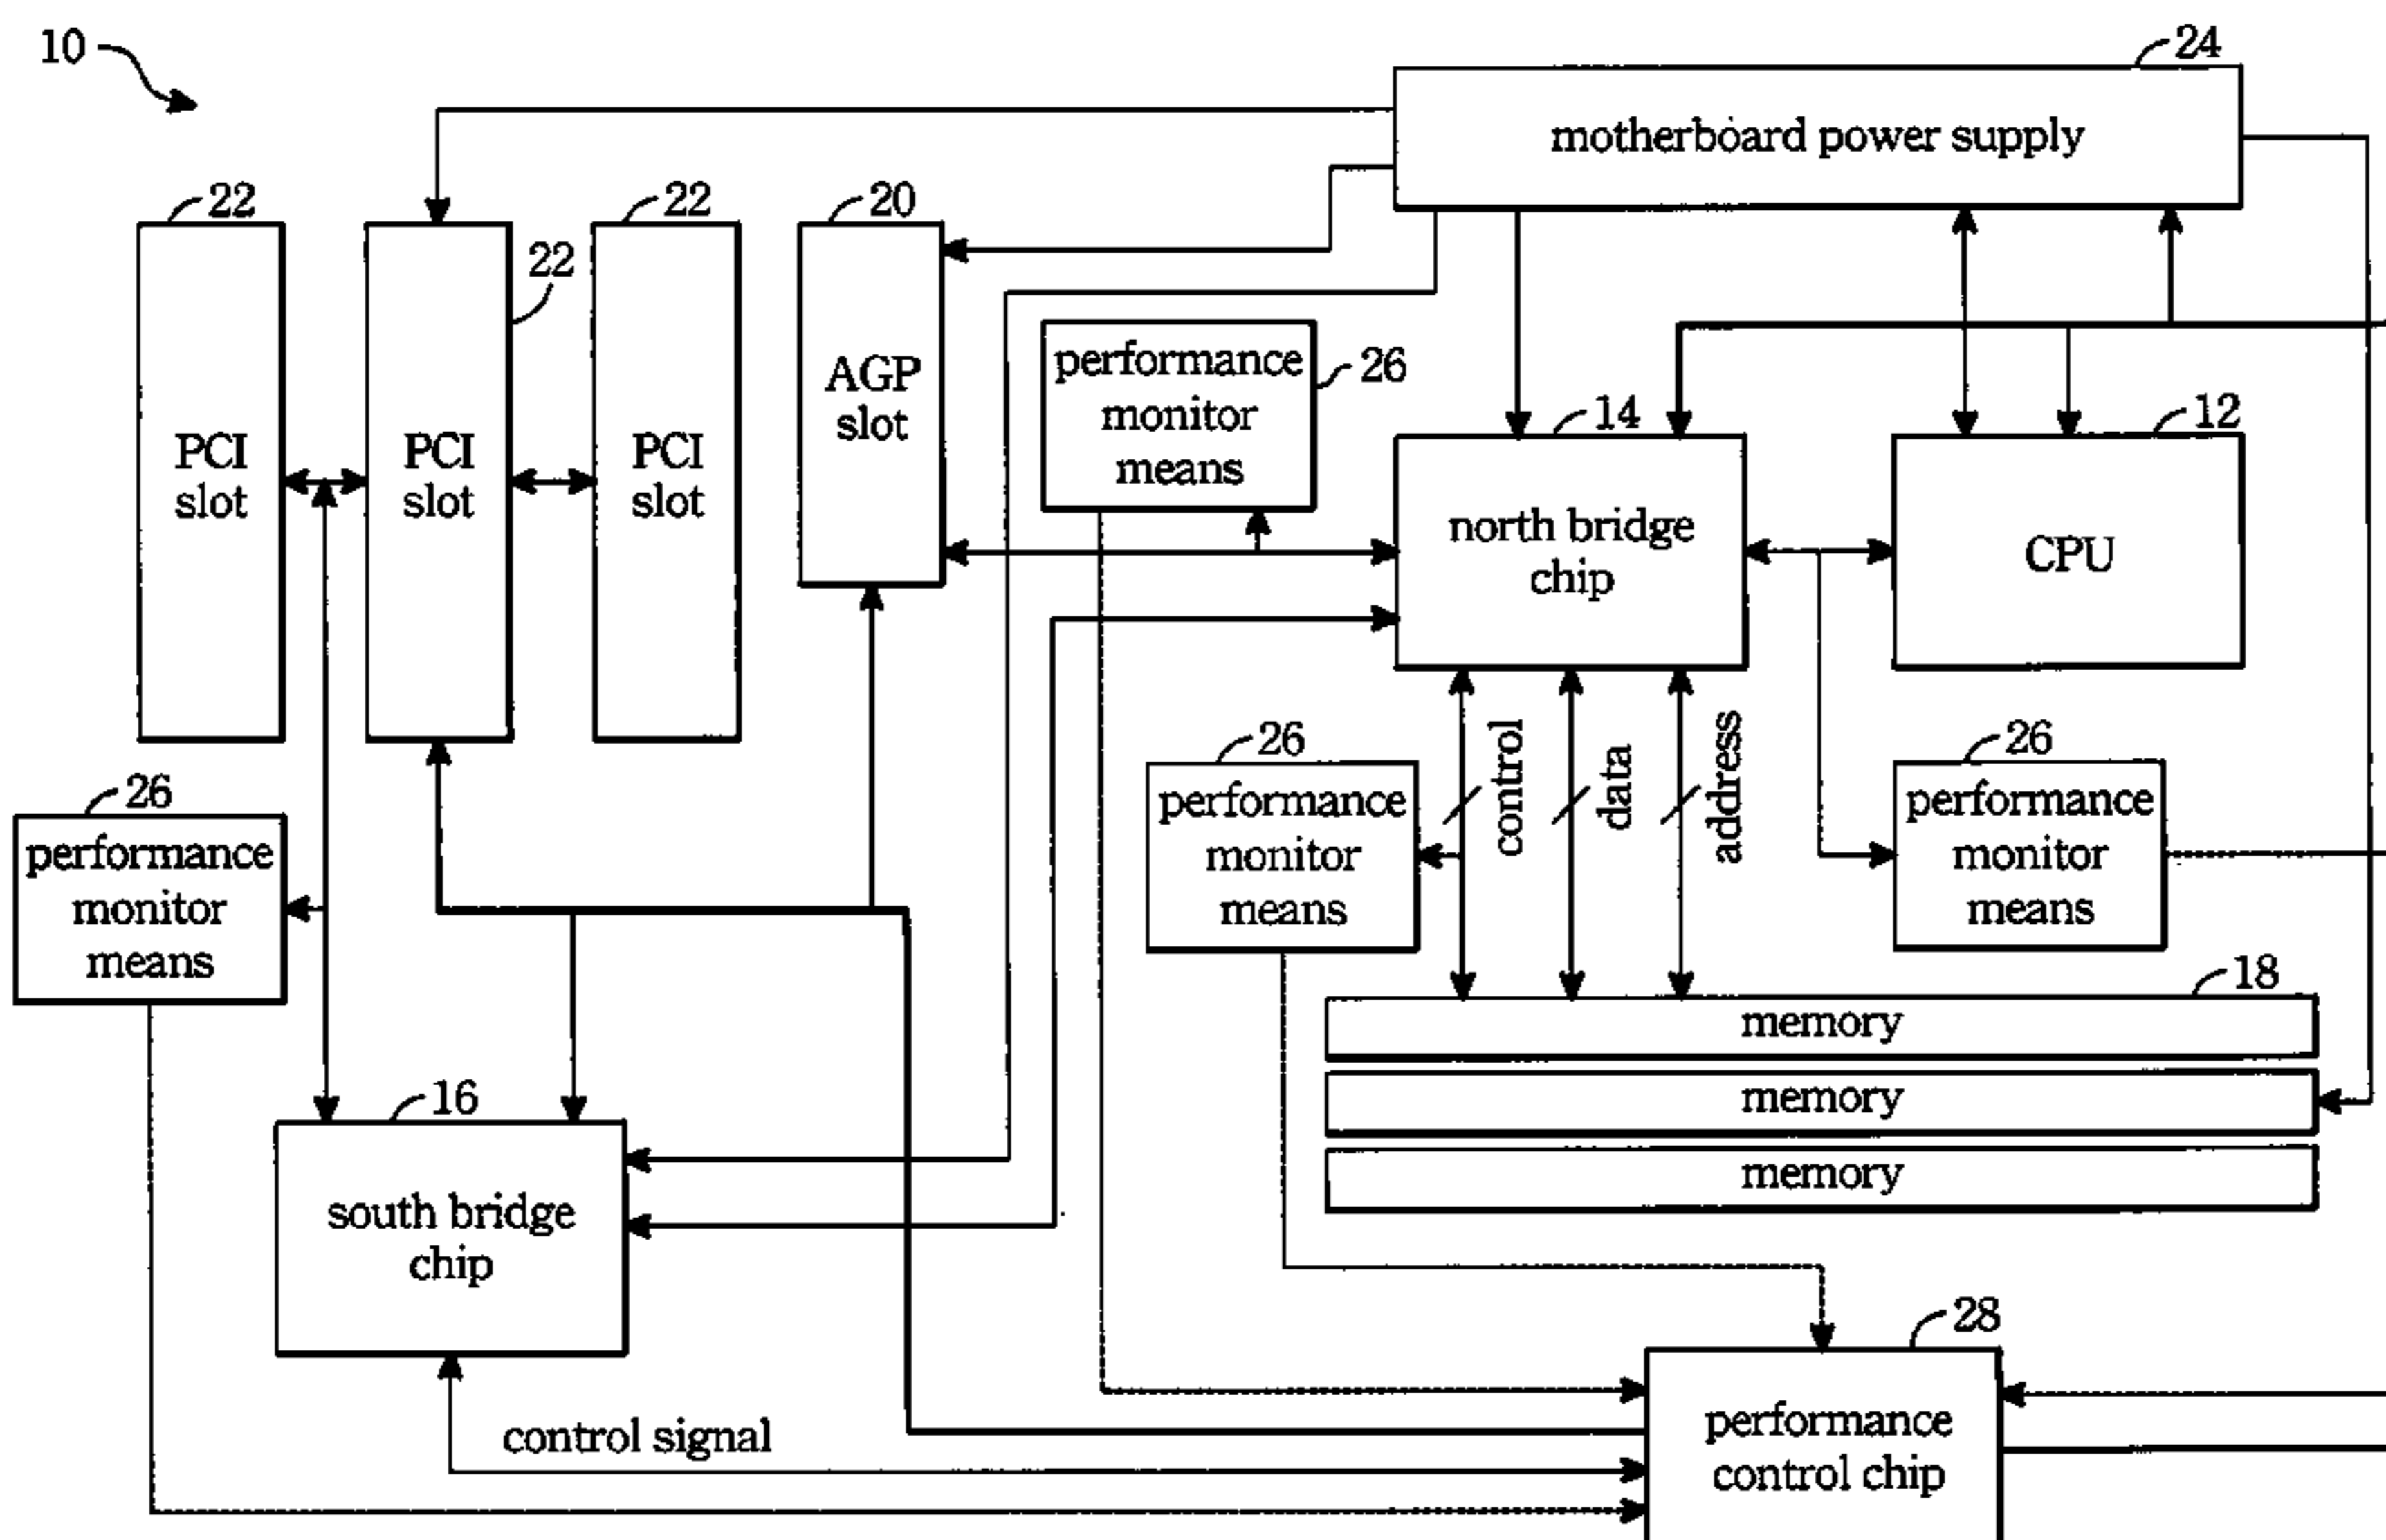 10
24
motherboard power supply
22
22
20
22
PCI
slot
PCI
slot
PCI
slot
AGP
slot
performance
monitor
means
26
14
12
north bridge
chip
CPU
26
performance
monitor
means
control
data
address
26
performance
monitor
means
26
performance
monitor
means
18
memory
memory
memory
16
south bridge
chip
28
performance
control chip
control signal